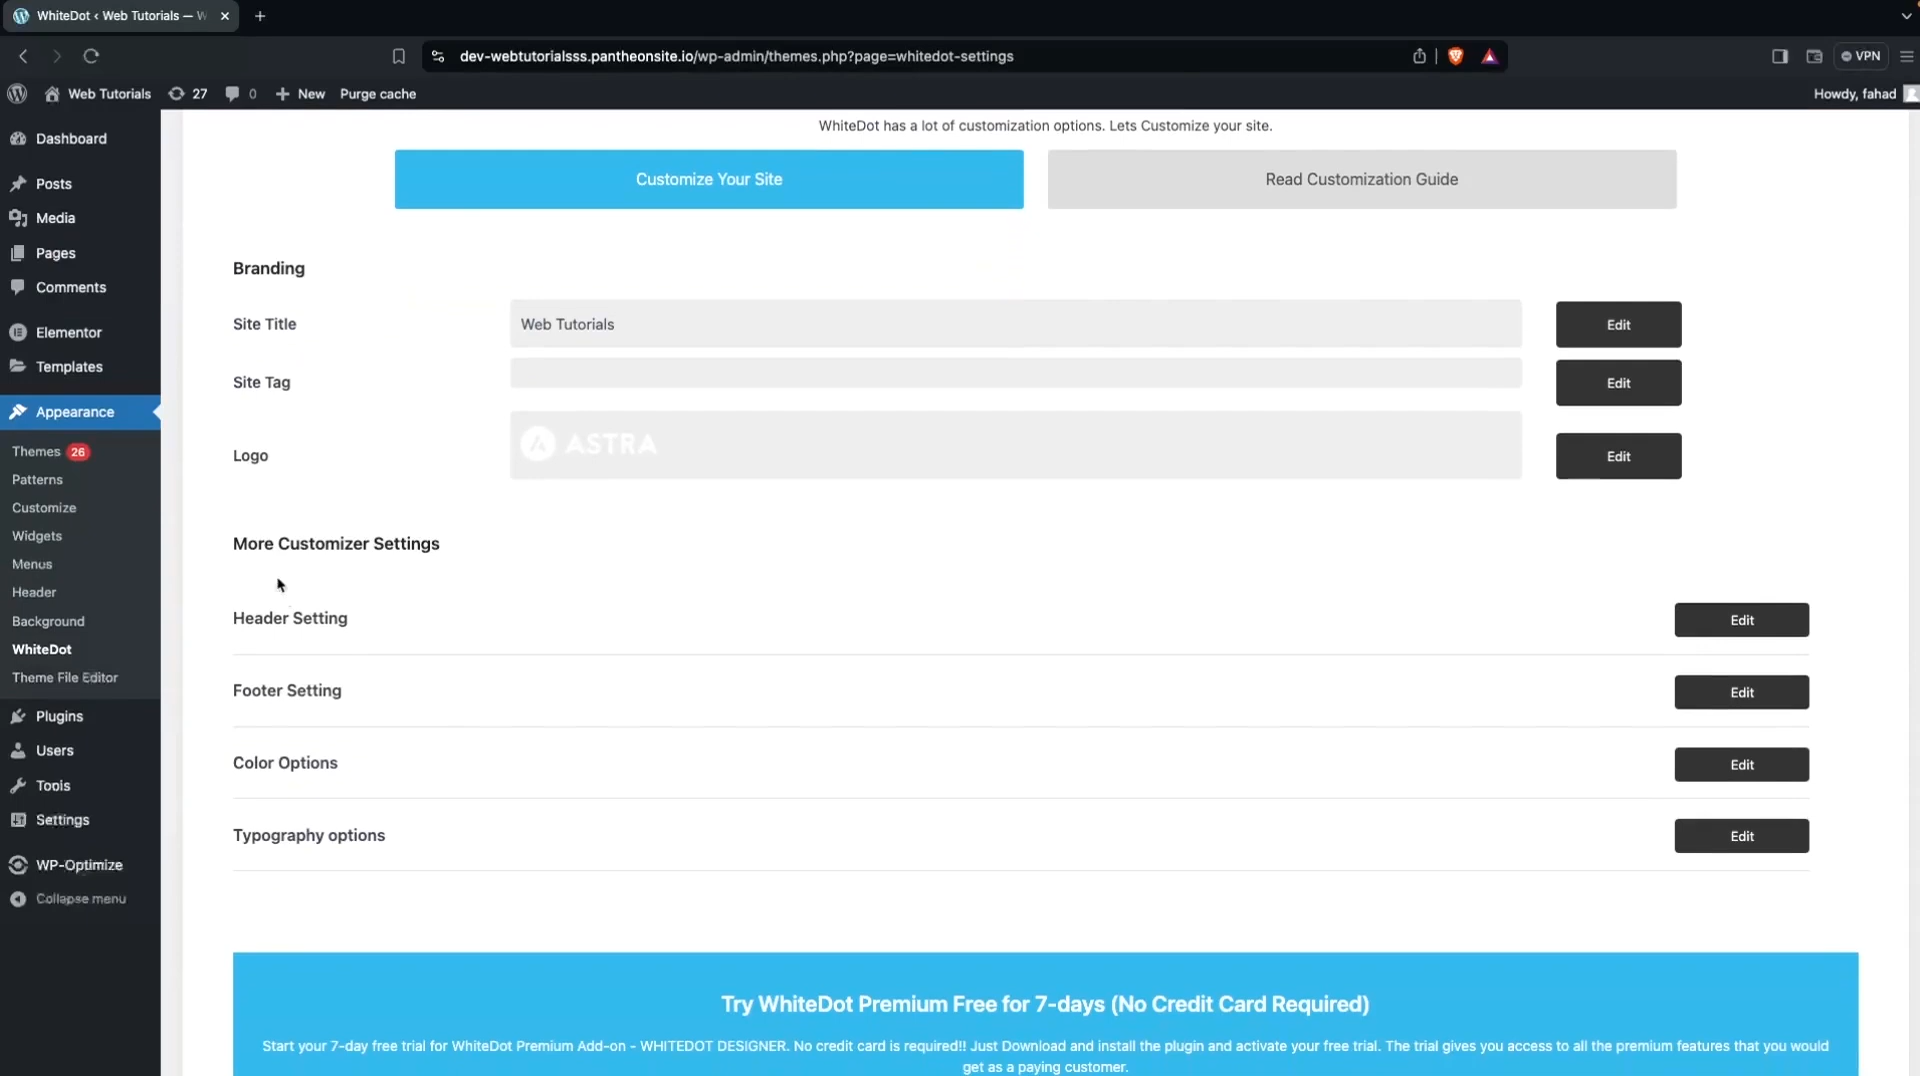 WhiteDot ‹ Web Tutorials — W
dev-webtutorialsss.pantheonsite.io/wp-admin/themes.php?page=whitedot-settings
VPN
Web Tutorials
27
0
New
Purge cache
Howdy, fahad
Dashboard
Posts
Media
Pages
Comments
Elementor
Templates
Appearance
Themes 26
Patterns
Customize
Widgets
Menus
Header
Background
WhiteDot
Theme File Editor
Plugins
Users
Tools
Settings
WP-Optimize
Collapse menu
WhiteDot has a lot of customization options. Lets Customize your site.
Customize Your Site
Read Customization Guide
Branding
Site Title
Web Tutorials
Edit
Site Tag
Edit
Logo
ASTRA
Edit
More Customizer Settings
Header Setting
Edit
Footer Setting
Edit
Color Options
Edit
Typography options
Edit
Try WhiteDot Premium Free for 7-days (No Credit Card Required)
Start your 7-day free trial for WhiteDot Premium Add-on - WHITEDOT DESIGNER. No credit card is required!! Just Download and install the plugin and activate your free trial. The trial gives you access to all the premium features that you would
get as a paying customer.